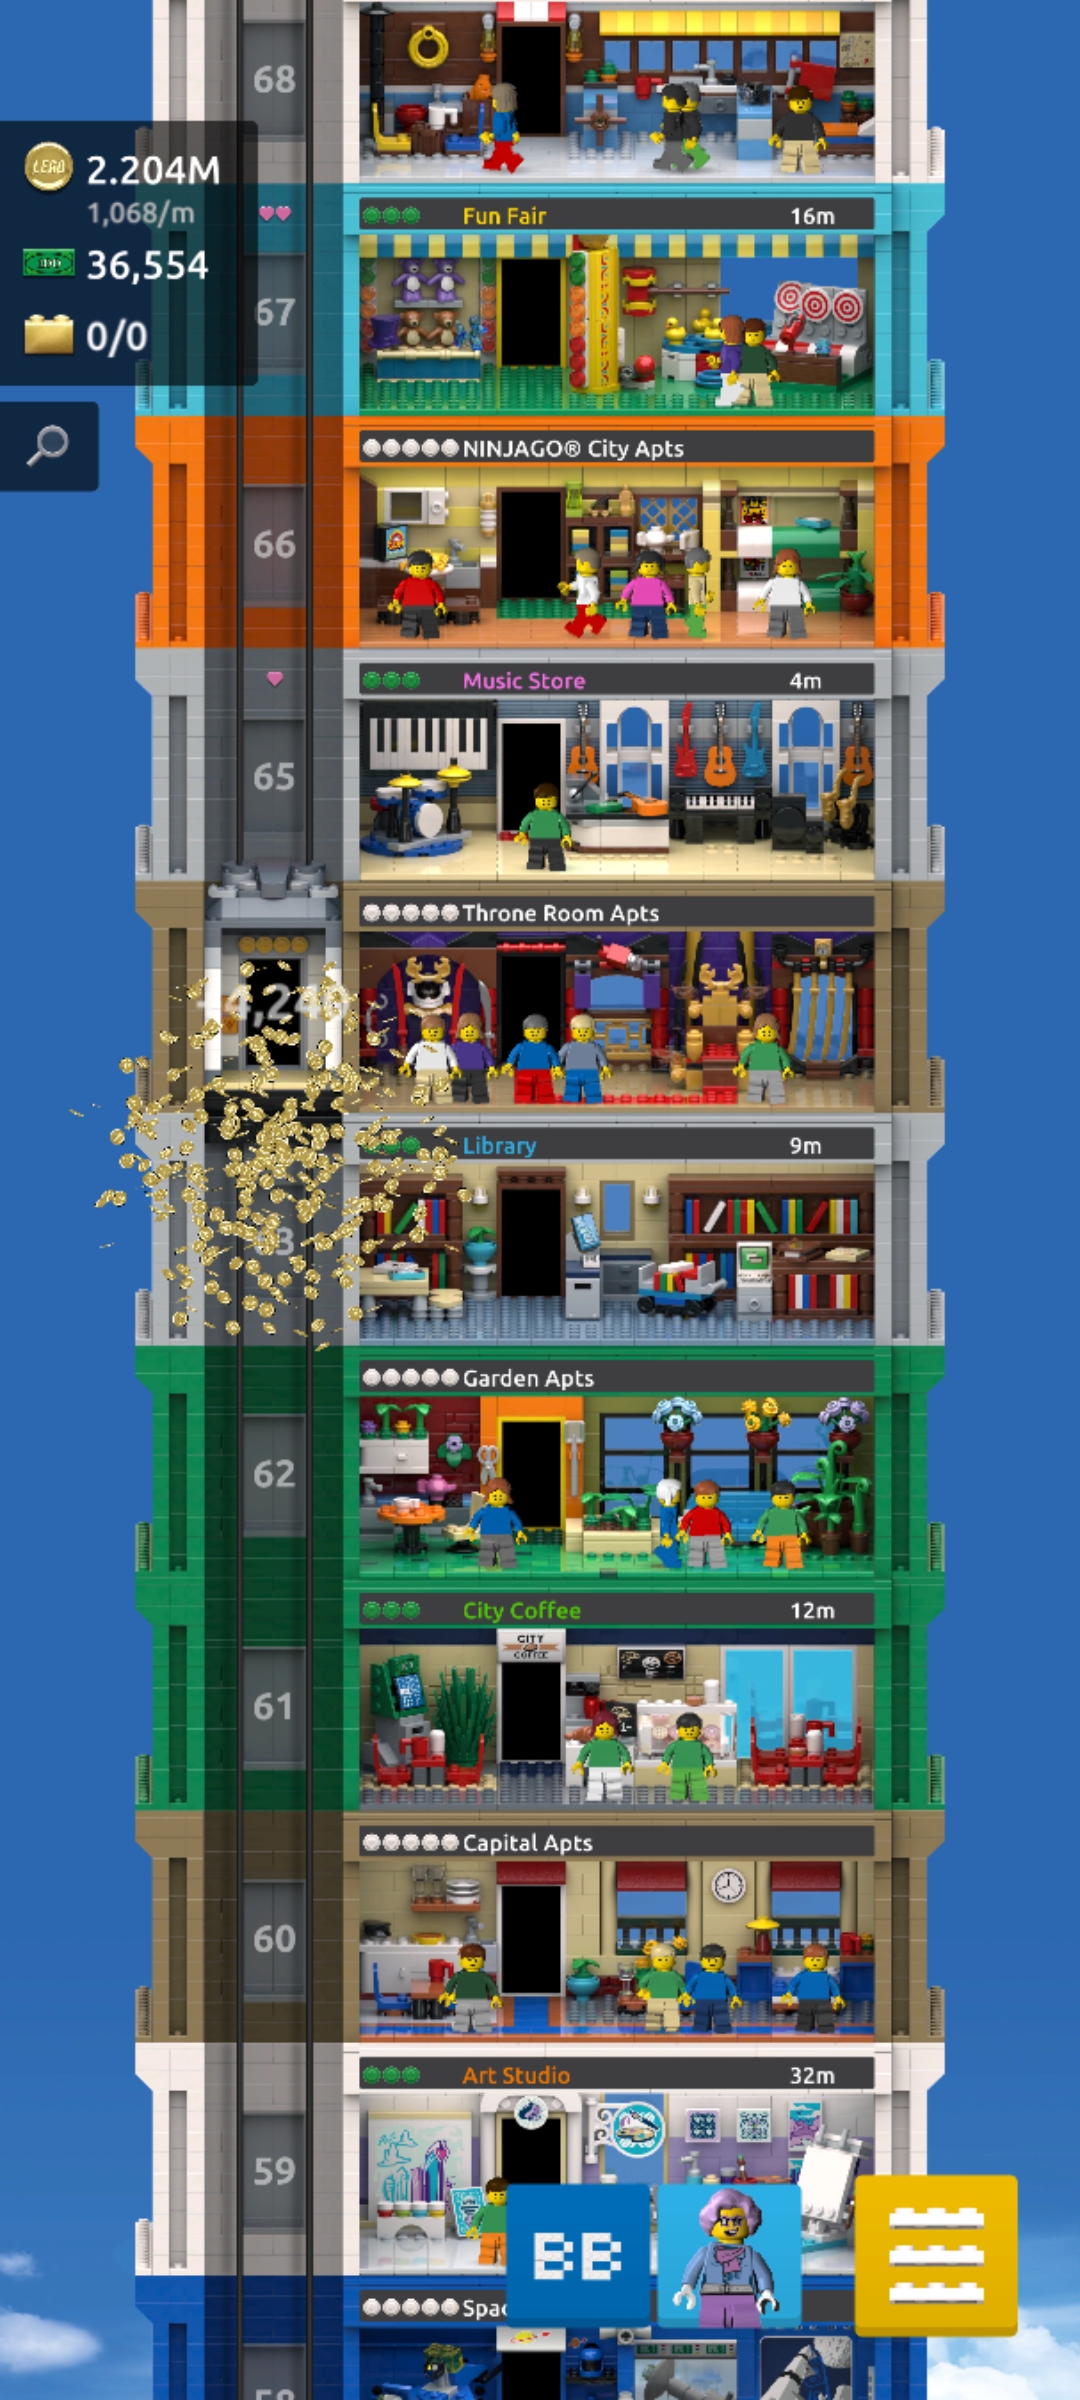 68
LEGO
2.204M
1,068/m
36,554
0/0
Fun Fair 16m
67
NINJAGO® City Apts
66
Music Store 4m
65
Throne Room Apts
Library 9m
Garden Apts
62
City Coffee 12m
CITY
COFFEE
61
Capital Apts
60
Art Studio 32m
59
BB